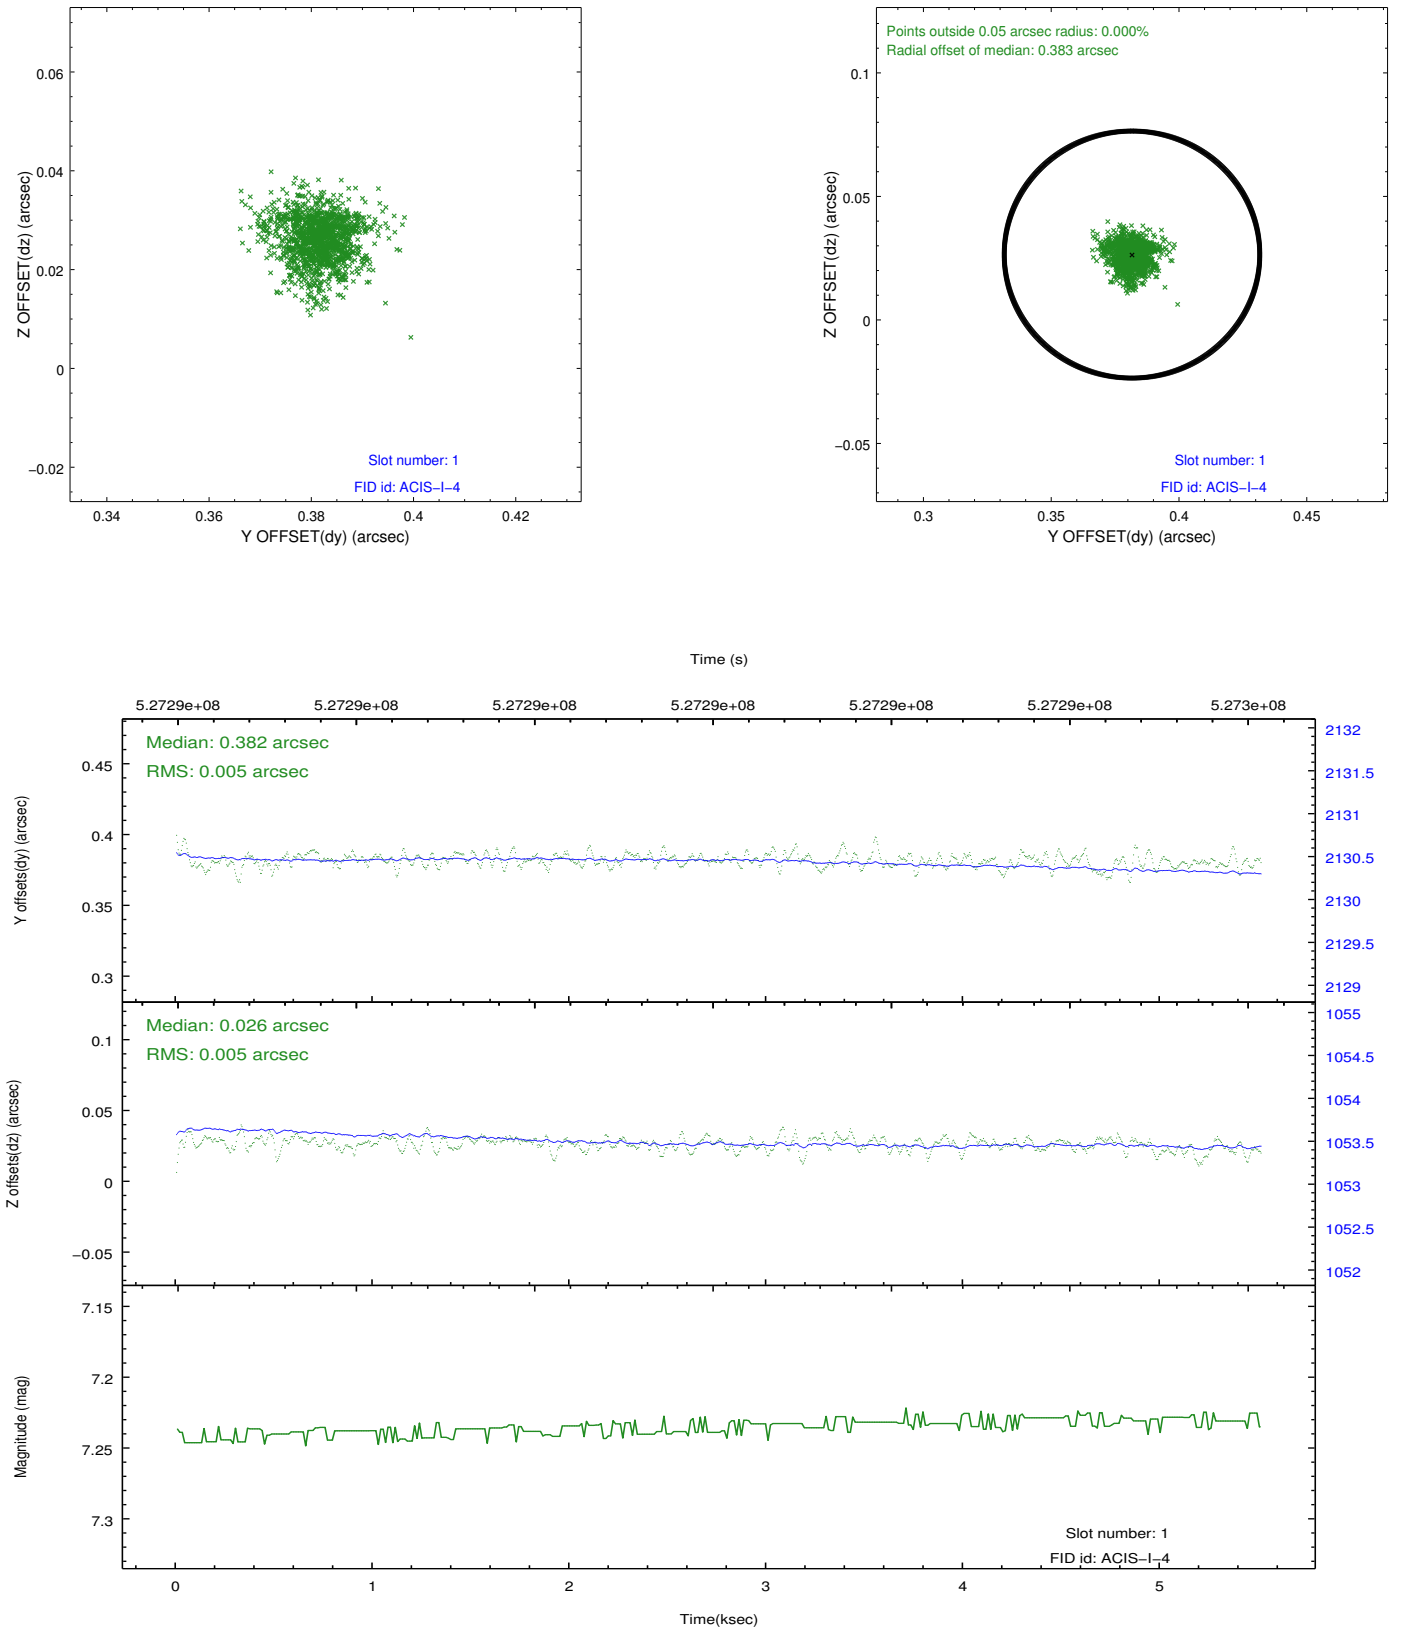 0.06
0.04
0.02
0
−0.02
Z OFFSET(dz) (arcsec)
Slot number: 1
FID id: ACIS−I−4
0.34
0.36
0.38
0.4
0.42
Y OFFSET(dy) (arcsec)
Points outside 0.05 arcsec radius: 0.000%
Radial offset of median: 0.383 arcsec
0.1
0.05
0
−0.05
Z OFFSET(dz) (arcsec)
Slot number: 1
FID id: ACIS−I−4
0.3
0.35
0.4
0.45
Y OFFSET(dy) (arcsec)
Time (s)
5.2729e+08
5.2729e+08
5.2729e+08
5.2729e+08
5.2729e+08
5.2729e+08
5.273e+08
Median: 0.382 arcsec
RMS: 0.005 arcsec
0.45
0.4
0.35
0.3
Y offsets(dy) (arcsec)
2132
2131.5
2131
2130.5
2130
2129.5
2129
Median: 0.026 arcsec
RMS: 0.005 arcsec
0.1
0.05
0
−0.05
Z offsets(dz) (arcsec)
1055
1054.5
1054
1053.5
1053
1052.5
1052
7.15
7.2
7.25
7.3
Magnitude (mag)
Slot number: 1
FID id: ACIS−I−4
0
1
2
3
4
5
Time(ksec)